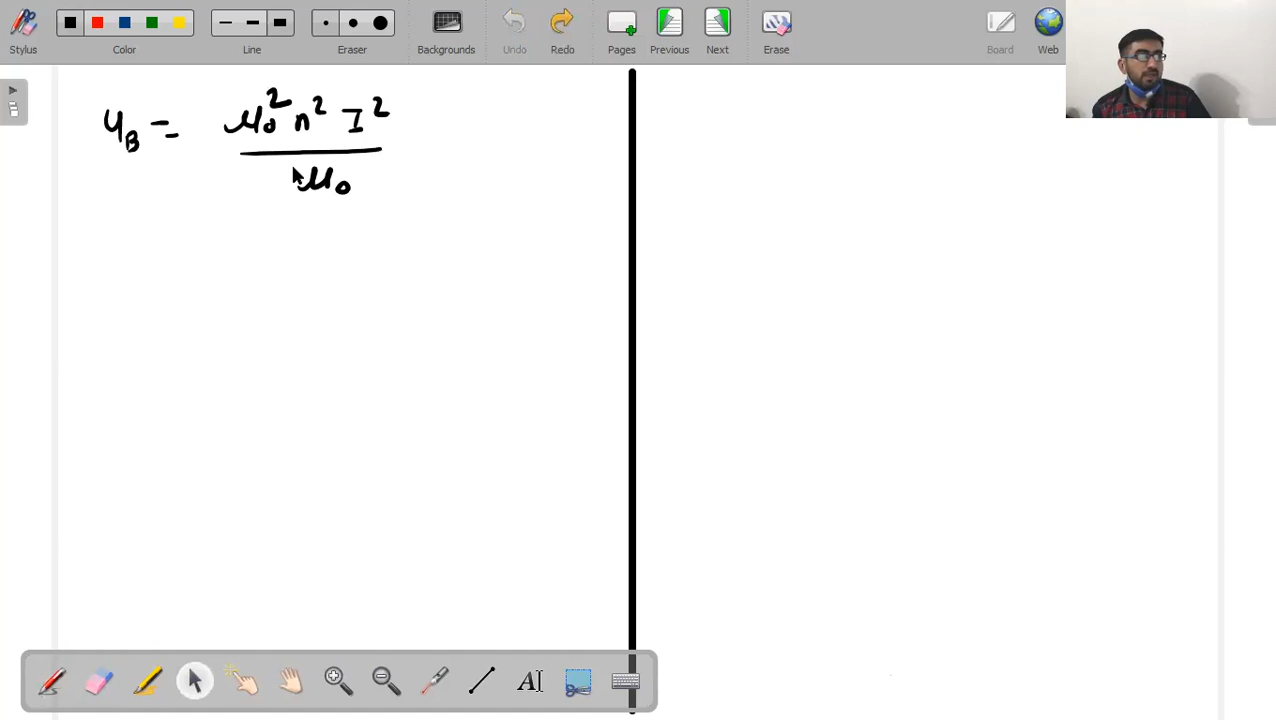 Stylus Color Line Eraser Backgrounds Undo Redo Pages Previous Next Erase Board Web
u_B = μ₀² n² I²
μ₀
A